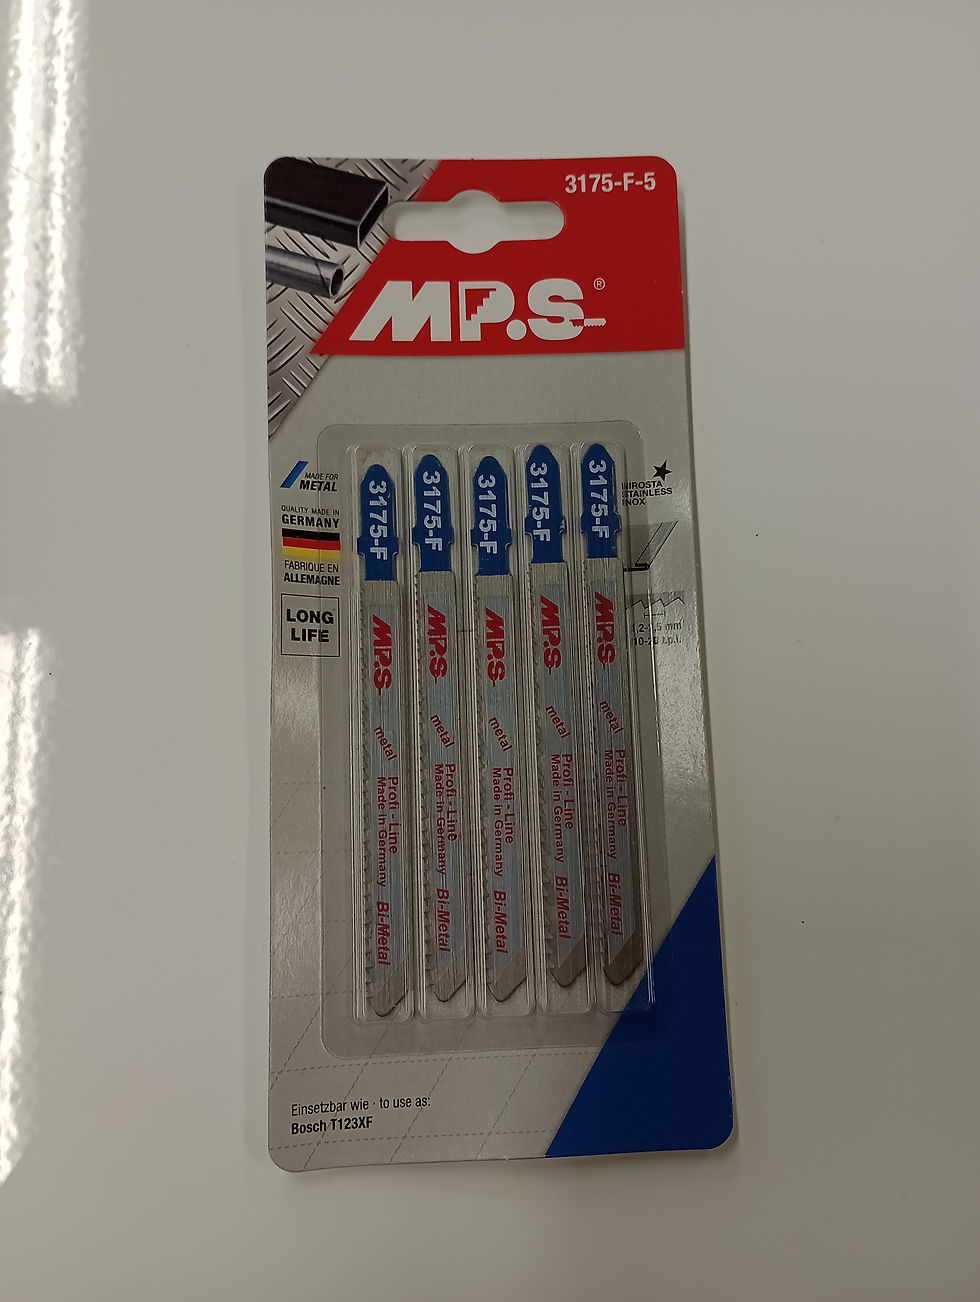 3175-F-5
MP.S®
MADE FOR
METAL
QUALITY MADE IN
GERMANY
FABRIQUE EN
ALLEMAGNE
LONG
LIFE
STAINLESS
INOX
10-20
3175-F
MP.S
metal
Profi - Line
Made in Germany
Bi-Metal
3175-F
MP.S
metal
Profi - Line
Made in Germany
Bi-Metal
3175-F
MP.S
metal
Profi - Line
Made in Germany
Bi-Metal
3175-F
MP.S
metal
Profi - Line
Made in Germany
Bi-Metal
3175-F
MP.S
metal
Profi - Line
Made in Germany
Bi-Metal
Einsetzbar wie · to use as:
Bosch T123XF